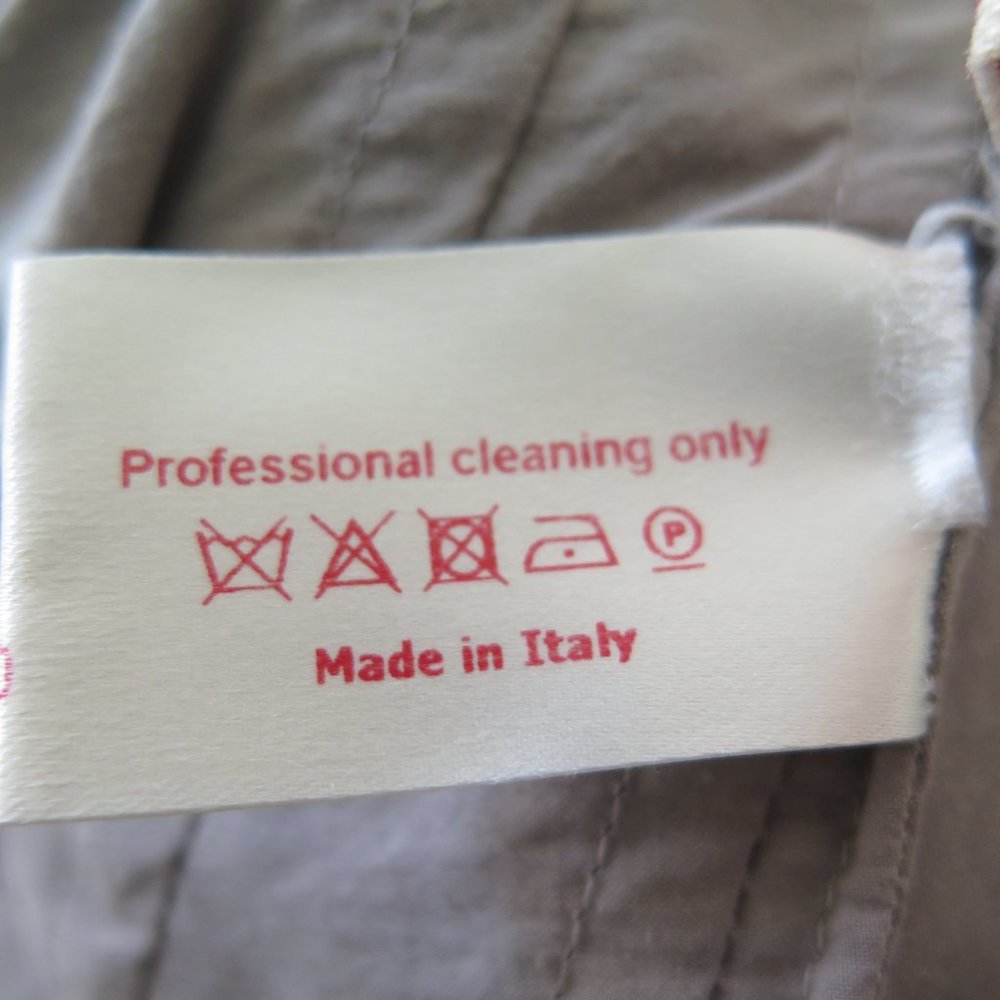 Professional cleaning only
P
Made in Italy